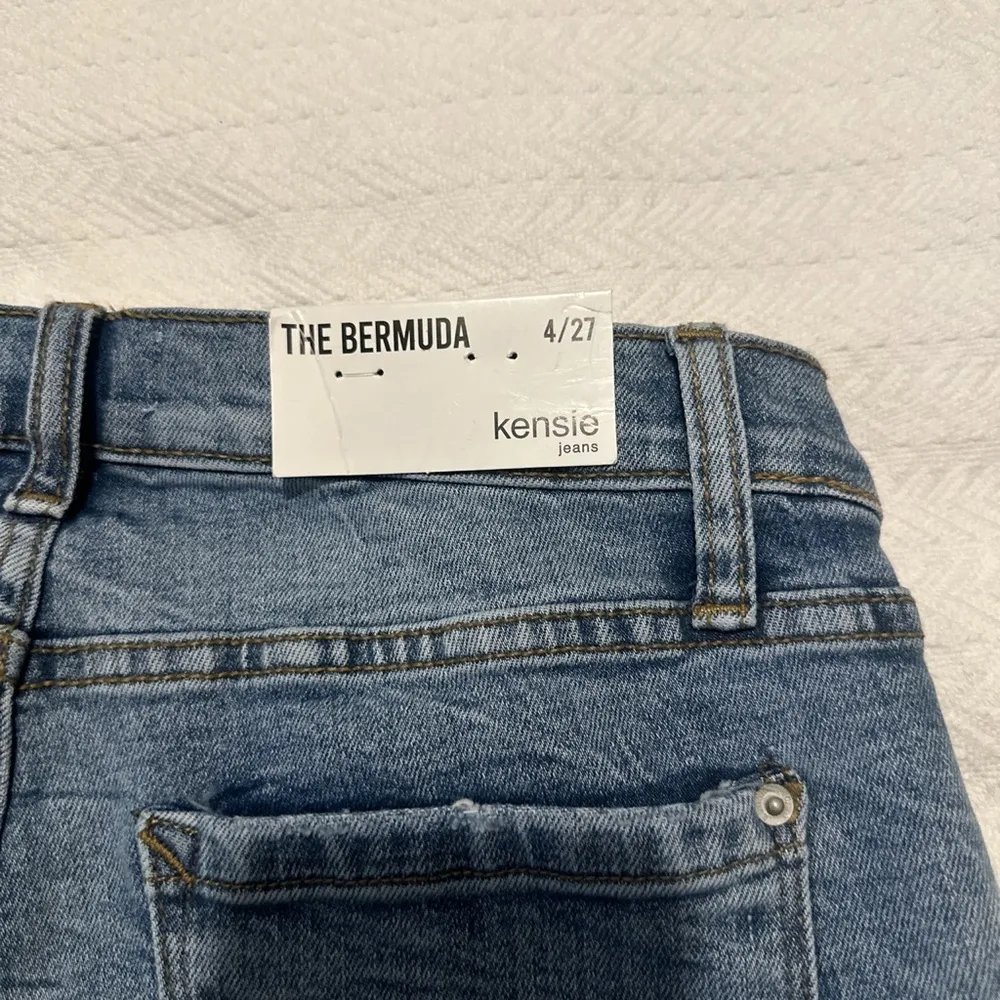 THE BERMUDA 4/27
kensie
jeans